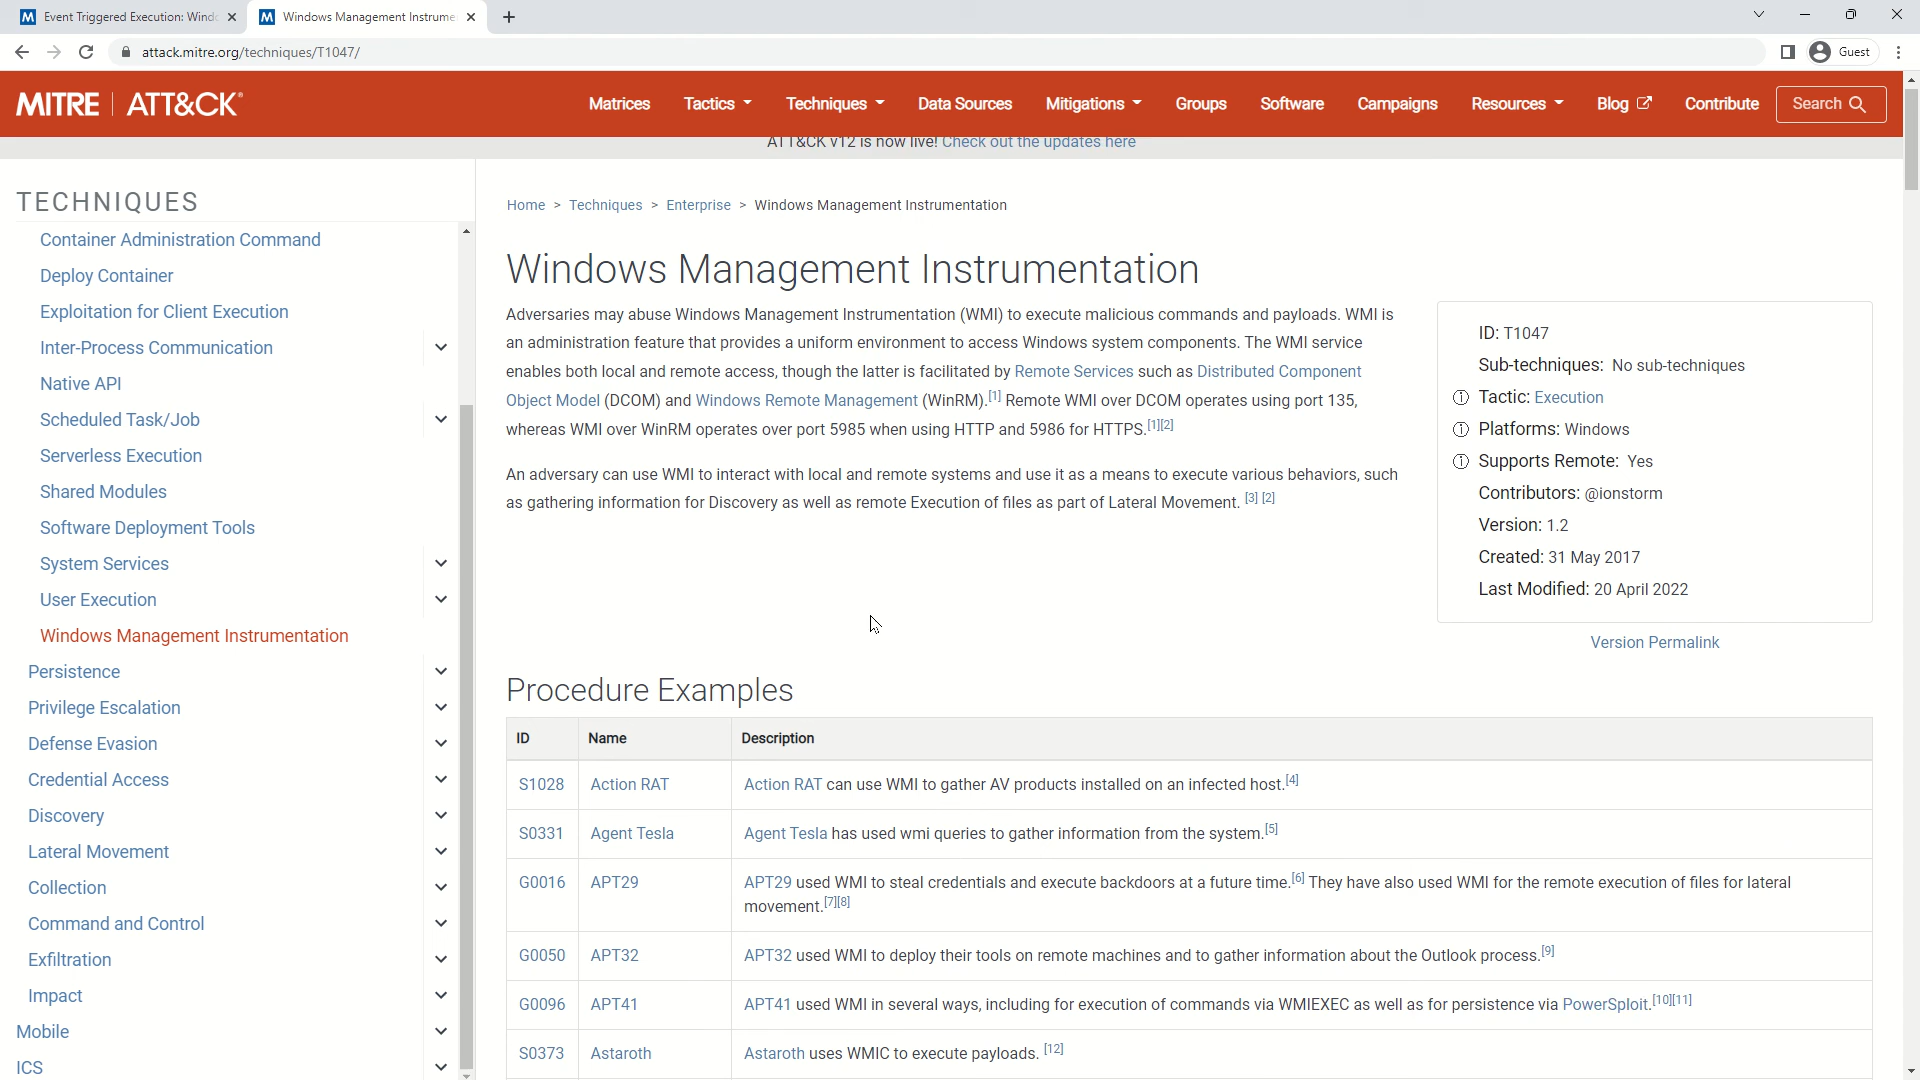 Event Triggered Execution: Windo
Windows Management Instrume
attack.mitre.org/techniques/T1047/
Guest
MITRE | ATT&CK®
Matrices
Tactics
Techniques
Data Sources
Mitigations
Groups
Software
Campaigns
Resources
Blog
Contribute
Search
ATT&CK v12 is now live! Check out the updates here
TECHNIQUES
Container Administration Command
Deploy Container
Exploitation for Client Execution
Inter-Process Communication
Native API
Scheduled Task/Job
Serverless Execution
Shared Modules
Software Deployment Tools
System Services
User Execution
Windows Management Instrumentation
Persistence
Privilege Escalation
Defense Evasion
Credential Access
Discovery
Lateral Movement
Collection
Command and Control
Exfiltration
Impact
Mobile
ICS
Home > Techniques > Enterprise > Windows Management Instrumentation
Windows Management Instrumentation
Adversaries may abuse Windows Management Instrumentation (WMI) to execute malicious commands and payloads. WMI is
an administration feature that provides a uniform environment to access Windows system components. The WMI service
enables both local and remote access, though the latter is facilitated by Remote Services such as Distributed Component
Object Model (DCOM) and Windows Remote Management (WinRM).[1] Remote WMI over DCOM operates using port 135,
whereas WMI over WinRM operates over port 5985 when using HTTP and 5986 for HTTPS.[1][2]
An adversary can use WMI to interact with local and remote systems and use it as a means to execute various behaviors, such
as gathering information for Discovery as well as remote Execution of files as part of Lateral Movement. [3] [2]
ID: T1047
Sub-techniques: No sub-techniques
Tactic: Execution
Platforms: Windows
Supports Remote: Yes
Contributors: @ionstorm
Version: 1.2
Created: 31 May 2017
Last Modified: 20 April 2022
Version Permalink
Procedure Examples
ID Name Description
S1028 Action RAT Action RAT can use WMI to gather AV products installed on an infected host.[4]
S0331 Agent Tesla Agent Tesla has used wmi queries to gather information from the system.[5]
G0016 APT29 APT29 used WMI to steal credentials and execute backdoors at a future time.[6] They have also used WMI for the remote execution of files for lateral
movement.[7][8]
G0050 APT32 APT32 used WMI to deploy their tools on remote machines and to gather information about the Outlook process.[9]
G0096 APT41 APT41 used WMI in several ways, including for execution of commands via WMIEXEC as well as for persistence via PowerSploit.[10][11]
S0373 Astaroth Astaroth uses WMIC to execute payloads. [12]